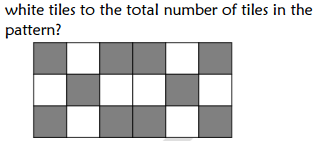 white tiles to the total number of tiles in the
pattern?